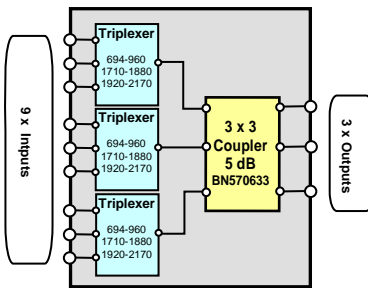 9 x Intputs
Triplexer
694-960
1710-1880
1920-2170
Triplexer
694-960
1710-1880
1920-2170
Triplexer
694-960
1710-1880
1920-2170
3 x 3
Coupler
5 dB
BN570633
3 x Outputs